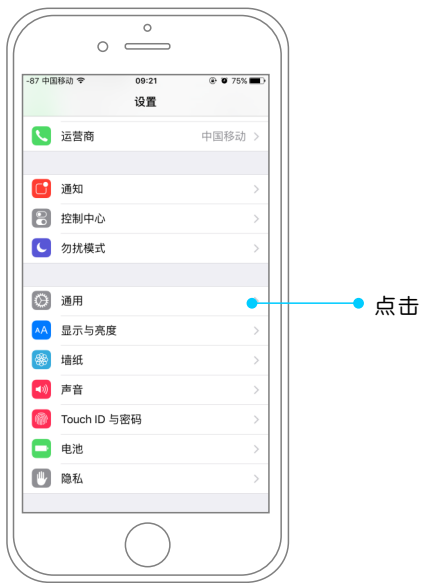 -87 中国移动 09:21 75%
设置
运营商 中国移动
通知
控制中心
勿扰模式
通用
点击
AA 显示与亮度
墙纸
声音
Touch ID 与密码
电池
隐私